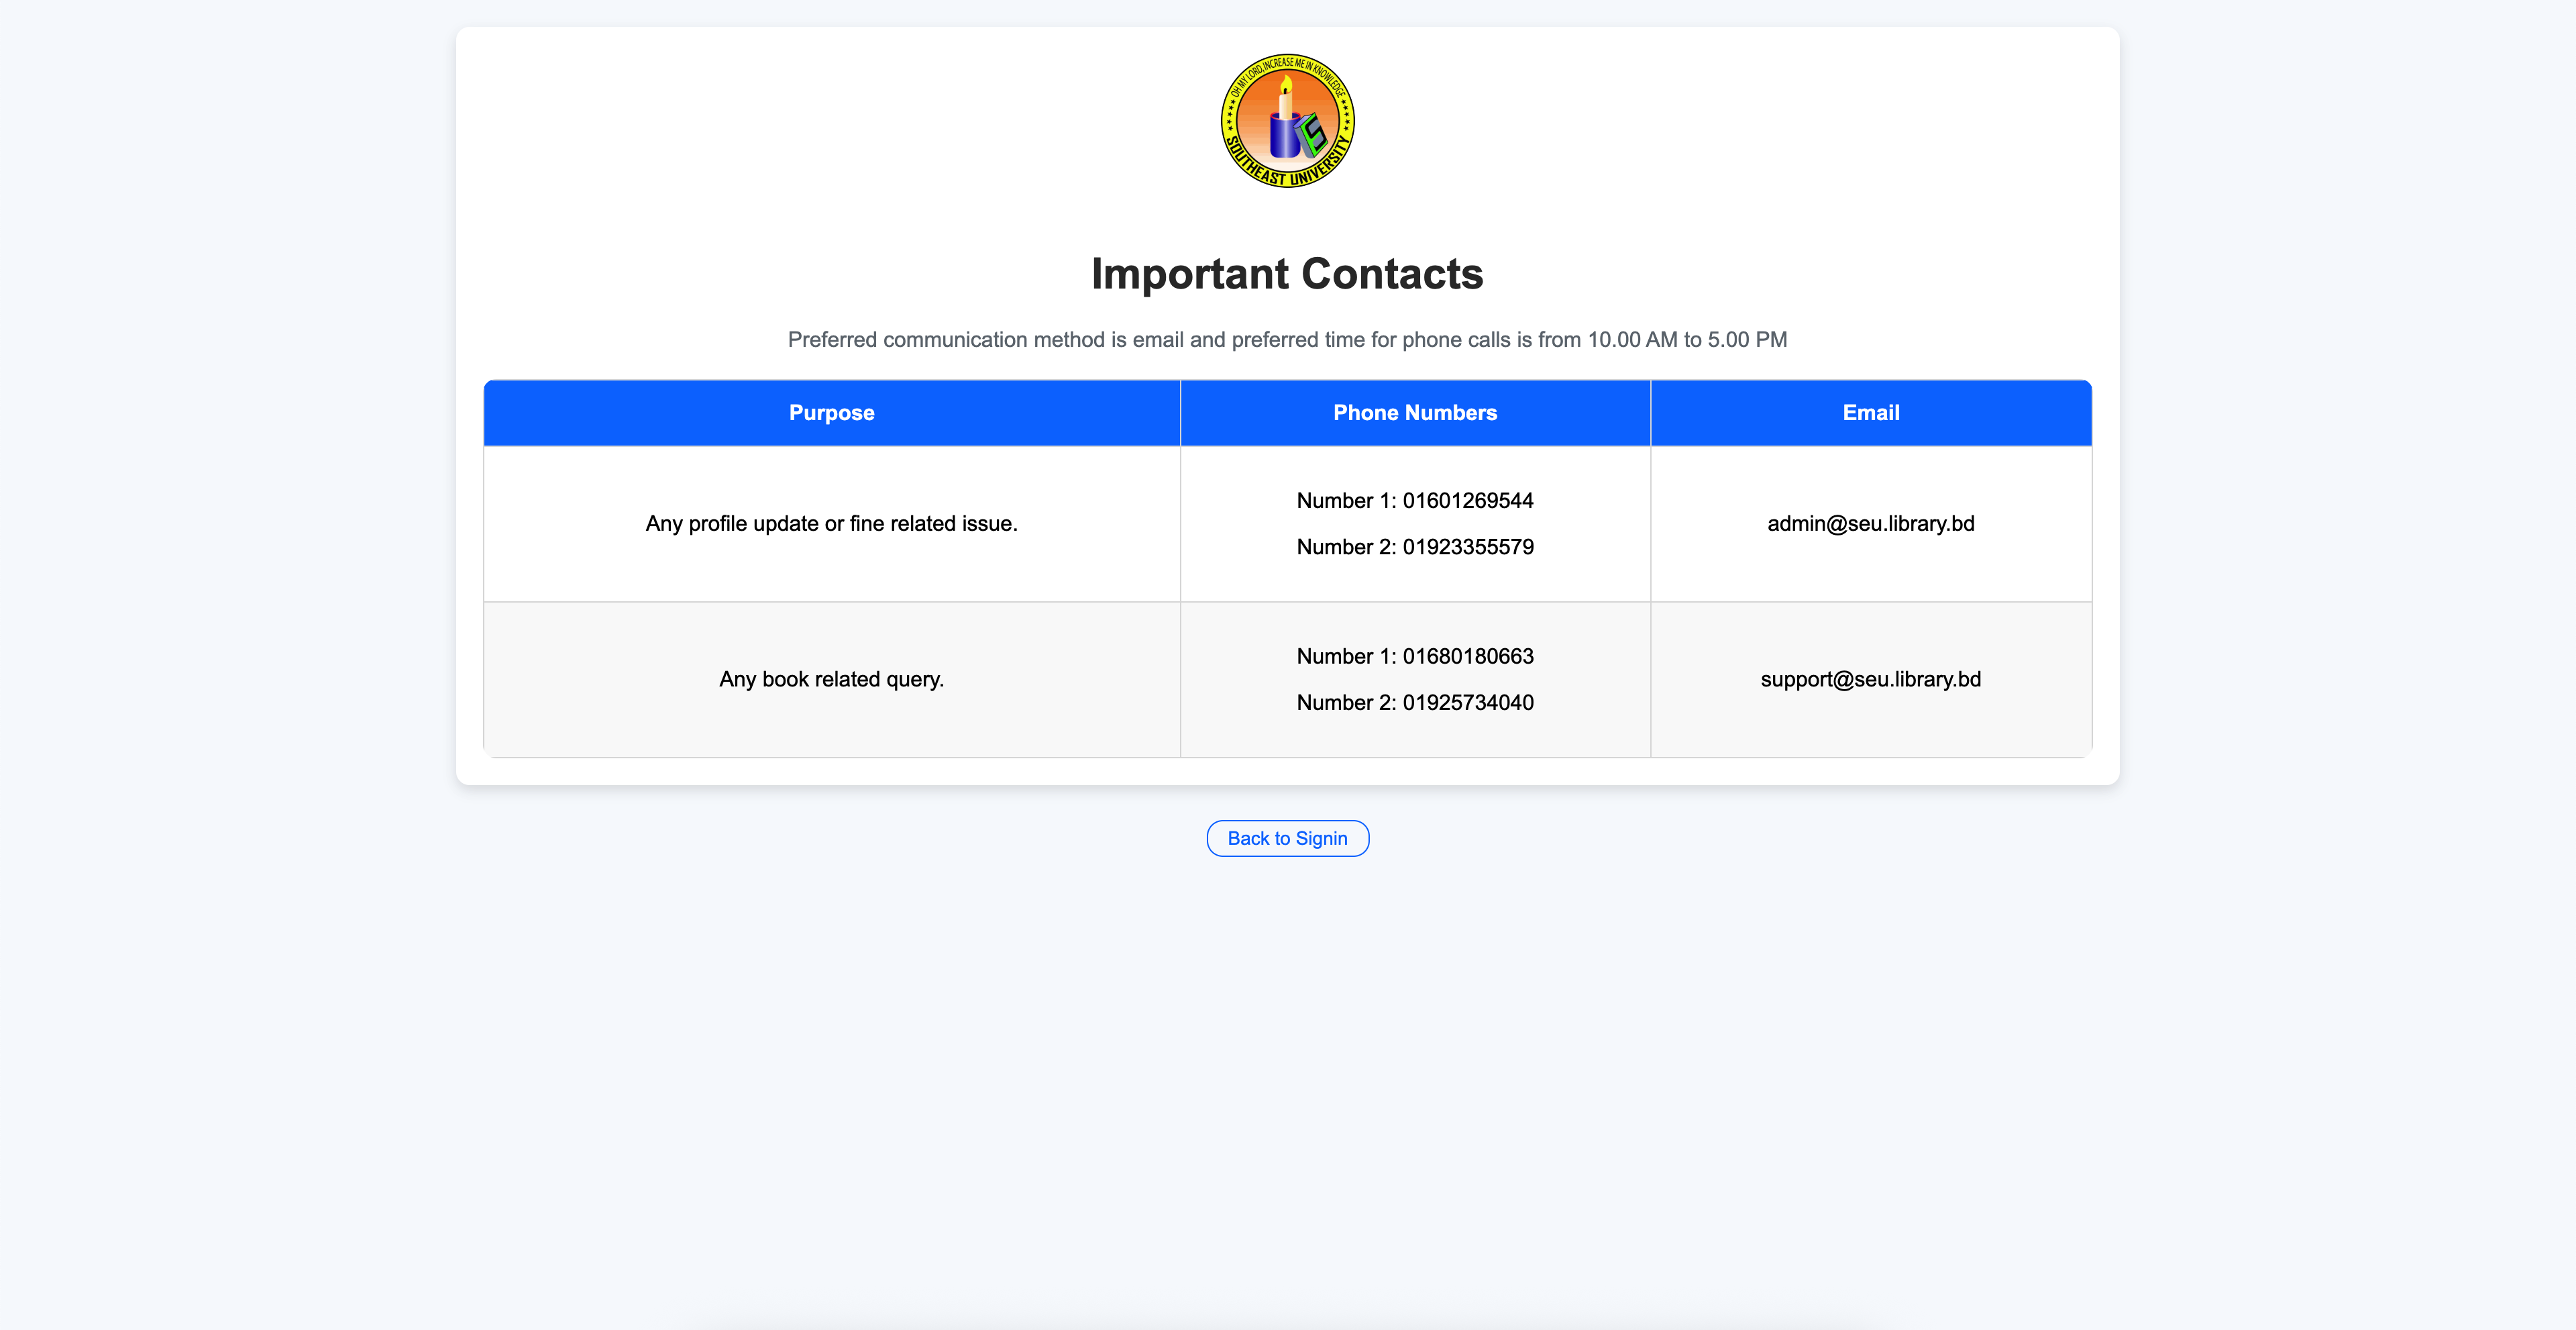 OH MY LORD, INCREASE ME IN KNOWLEDGE
SOUTHEAST UNIVERSITY
S
Important Contacts
Preferred communication method is email and preferred time for phone calls is from 10.00 AM to 5.00 PM
Purpose Phone Numbers Email
Any profile update or fine related issue.
Number 1: 01601269544
Number 2: 01923355579
admin@seu.library.bd
Any book related query.
Number 1: 01680180663
Number 2: 01925734040
support@seu.library.bd
Back to Signin